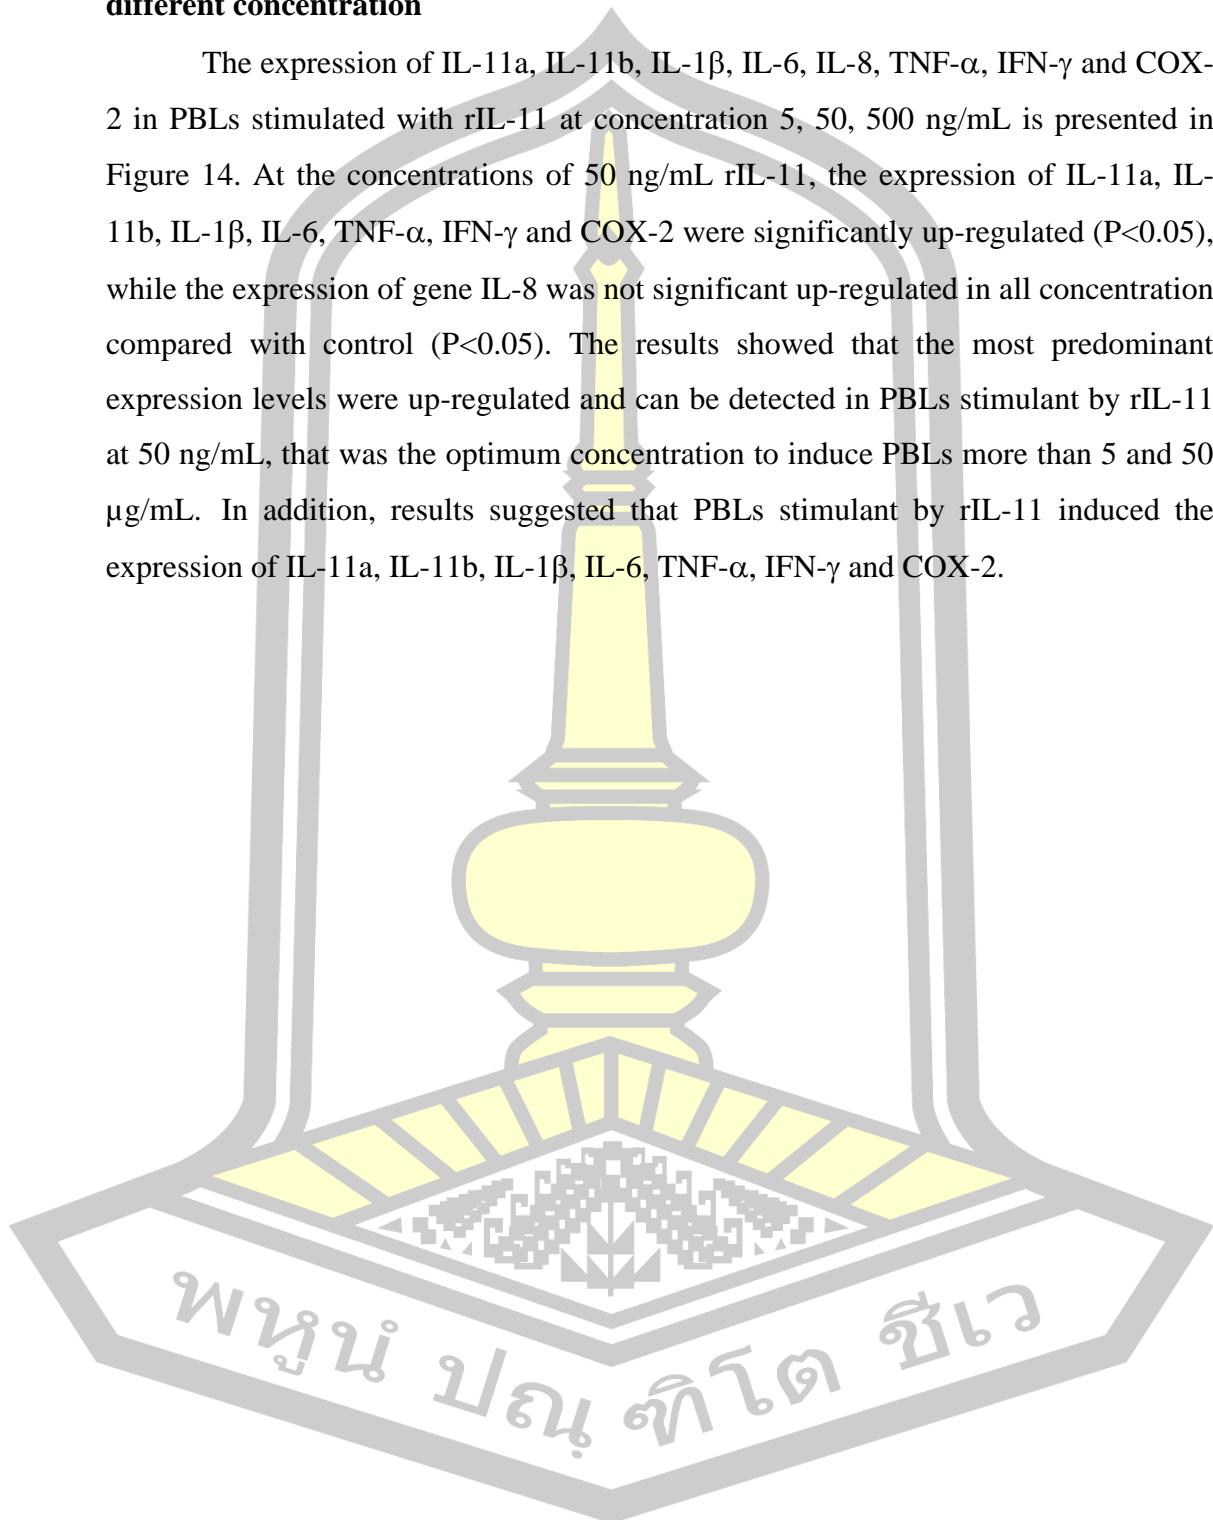 different concentration
The expression of IL-11a, IL-11b, IL-1β, IL-6, IL-8, TNF-α, IFN-γ and COX-
2 in PBLs stimulated with rIL-11 at concentration 5, 50, 500 ng/mL is presented in
Figure 14. At the concentrations of 50 ng/mL rIL-11, the expression of IL-11a, IL-
11b, IL-1β, IL-6, TNF-α, IFN-γ and COX-2 were significantly up-regulated (P<0.05),
while the expression of gene IL-8 was not significant up-regulated in all concentration
compared with control (P<0.05). The results showed that the most predominant
expression levels were up-regulated and can be detected in PBLs stimulant by rIL-11
at 50 ng/mL, that was the optimum concentration to induce PBLs more than 5 and 50
µg/mL. In addition, results suggested that PBLs stimulant by rIL-11 induced the
expression of IL-11a, IL-11b, IL-1β, IL-6, TNF-α, IFN-γ and COX-2.
พหูนํ ปณฺ ฑิโต ชีเว